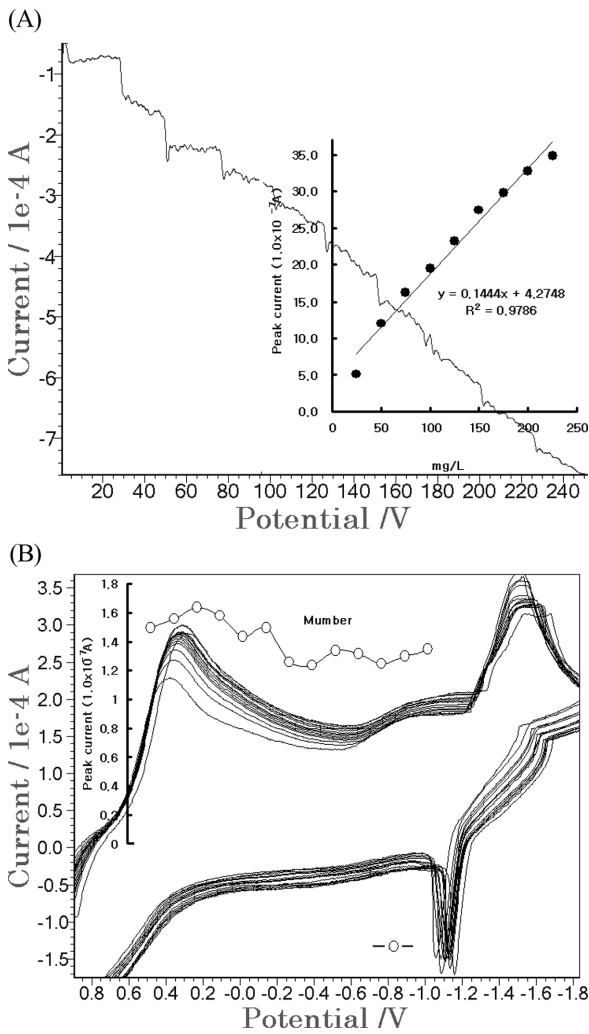 (A)
Current / 1e-4 A
-1
-2
-3
-4
-5
-6
-7
20 40 60 80 100 120 140 160 180 200 220 240
Potential /V
Peak current (1.0x10 -7A)
35.0
30.0
25.0
20.0
15.0
10.0
5.0
0.0
0 50 100 150 200 250
mg/L
y = 0.1444x + 4.2748
R2 = 0.9786
(B)
Current / 1e-4 A
3.5
3.0
2.5
2.0
1.5
1.0
0.5
0.0
-0.5
-1.0
-1.5
0.8 0.6 0.4 0.2 -0.0 -0.2 -0.4 -0.6 -0.8 -1.0 -1.2 -1.4 -1.6 -1.8
Potential /V
Peak current (1.0x10-7A)
1.8
1.6
1.4
1.2
1
0.8
0.6
0.4
0.2
0
Mumber